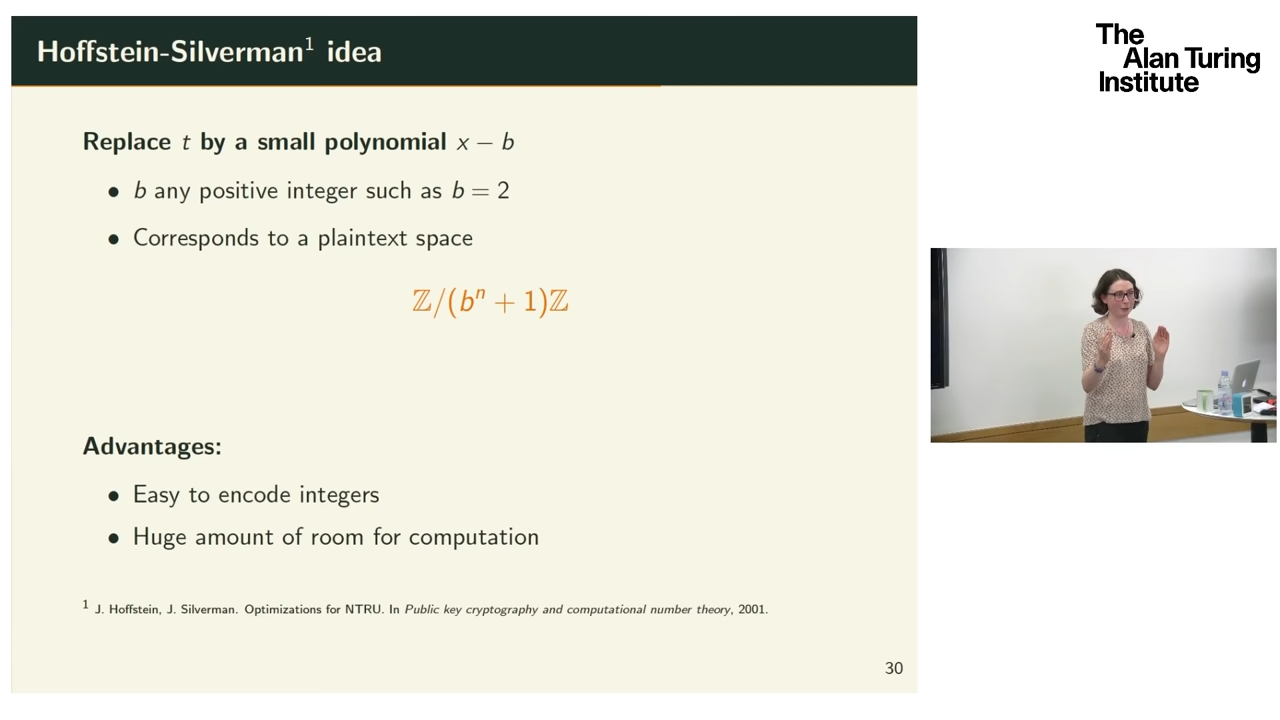 Hoffstein-Silverman¹ idea
Replace t by a small polynomial x − b
• b any positive integer such as b = 2
• Corresponds to a plaintext space
ℤ/(bⁿ + 1)ℤ
Advantages:
• Easy to encode integers
• Huge amount of room for computation
¹ J. Hoffstein, J. Silverman. Optimizations for NTRU. In Public key cryptography and computational number theory, 2001.
30
The
Alan Turing
Institute